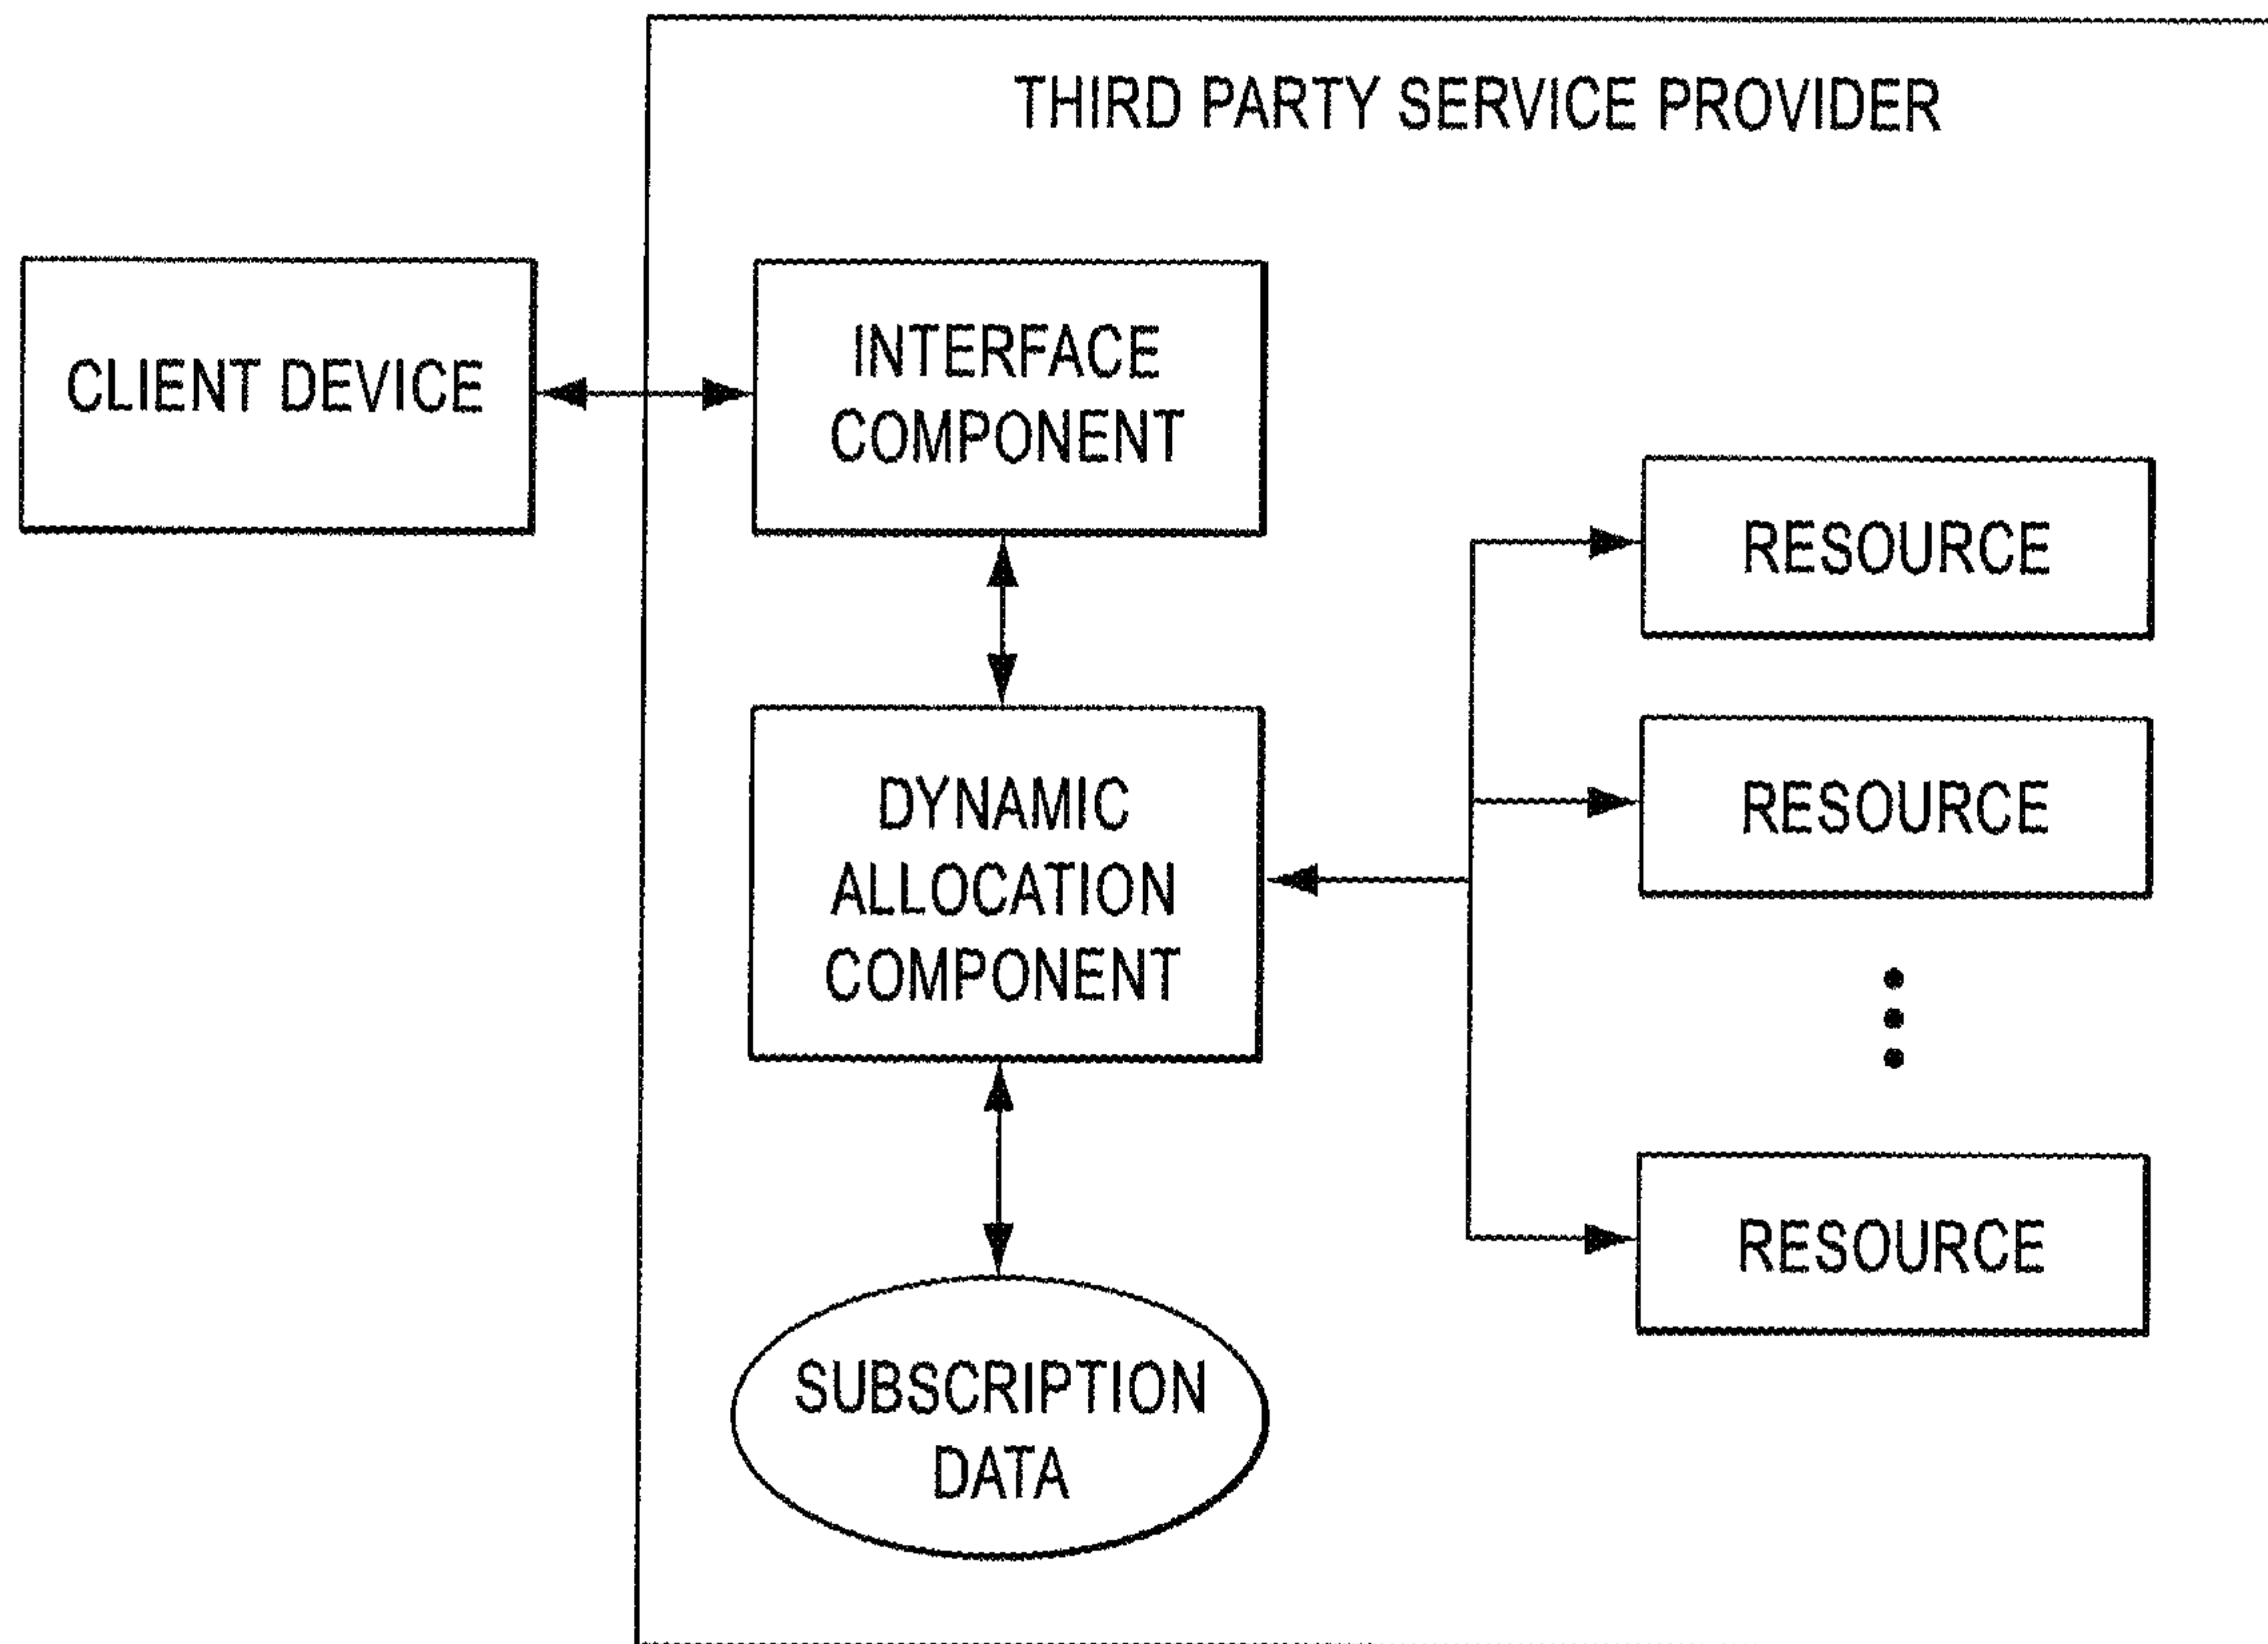 THIRD PARTY SERVICE PROVIDER
CLIENT DEVICE
INTERFACE
COMPONENT
RESOURCE
DYNAMIC
ALLOCATION
COMPONENT
RESOURCE
RESOURCE
SUBSCRIPTION
DATA